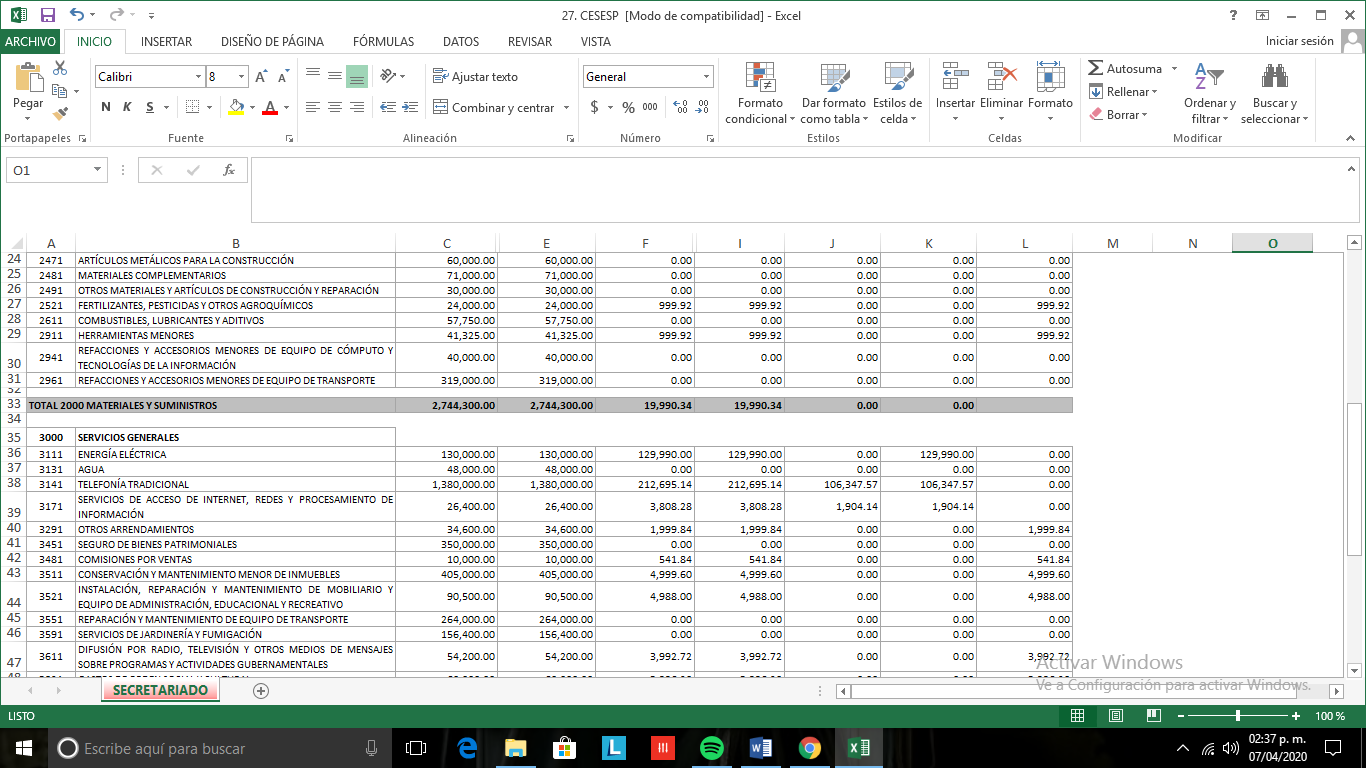 27. CESESP [Modo de compatibilidad] - Excel
ARCHIVO INICIO INSERTAR DISEÑO DE PÁGINA FÓRMULAS DATOS REVISAR VISTA Iniciar sesión
Pegar
Portapapeles
Calibri 8
N K S
Fuente
Ajustar texto
Combinar y centrar
Alineación
General
$ % 000
Número
Formato condicional
Dar formato como tabla
Estilos de celda
Estilos
Insertar Eliminar Formato
Celdas
Autosuma
Rellenar
Borrar
Ordenar y filtrar
Buscar y seleccionar
Modificar
O1
fx
A B C E F I J K L M N O
24 2471 ARTÍCULOS METÁLICOS PARA LA CONSTRUCCIÓN 60,000.00 60,000.00 0.00 0.00 0.00 0.00 0.00
25 2481 MATERIALES COMPLEMENTARIOS 71,000.00 71,000.00 0.00 0.00 0.00 0.00 0.00
26 2491 OTROS MATERIALES Y ARTÍCULOS DE CONSTRUCCIÓN Y REPARACIÓN 30,000.00 30,000.00 0.00 0.00 0.00 0.00 0.00
27 2521 FERTILIZANTES, PESTICIDAS Y OTROS AGROQUÍMICOS 24,000.00 24,000.00 999.92 999.92 0.00 0.00 999.92
28 2611 COMBUSTIBLES, LUBRICANTES Y ADITIVOS 57,750.00 57,750.00 0.00 0.00 0.00 0.00 0.00
29 2911 HERRAMIENTAS MENORES 41,325.00 41,325.00 999.92 999.92 0.00 0.00 999.92
30 2941 REFACCIONES Y ACCESORIOS MENORES DE EQUIPO DE CÓMPUTO Y
TECNOLOGÍAS DE LA INFORMACIÓN 40,000.00 40,000.00 0.00 0.00 0.00 0.00 0.00
31 2961 REFACCIONES Y ACCESORIOS MENORES DE EQUIPO DE TRANSPORTE 319,000.00 319,000.00 0.00 0.00 0.00 0.00 0.00
32
33 TOTAL 2000 MATERIALES Y SUMINISTROS 2,744,300.00 2,744,300.00 19,990.34 19,990.34 0.00 0.00
34
35 3000 SERVICIOS GENERALES
36 3111 ENERGÍA ELÉCTRICA 130,000.00 130,000.00 129,990.00 129,990.00 0.00 129,990.00 0.00
37 3131 AGUA 48,000.00 48,000.00 0.00 0.00 0.00 0.00 0.00
38 3141 TELEFONÍA TRADICIONAL 1,380,000.00 1,380,000.00 212,695.14 212,695.14 106,347.57 106,347.57 0.00
39 3171 SERVICIOS DE ACCESO DE INTERNET, REDES Y PROCESAMIENTO DE
INFORMACIÓN 26,400.00 26,400.00 3,808.28 3,808.28 1,904.14 1,904.14 0.00
40 3291 OTROS ARRENDAMIENTOS 34,600.00 34,600.00 1,999.84 1,999.84 0.00 0.00 1,999.84
41 3451 SEGURO DE BIENES PATRIMONIALES 350,000.00 350,000.00 0.00 0.00 0.00 0.00 0.00
42 3481 COMISIONES POR VENTAS 10,000.00 10,000.00 541.84 541.84 0.00 0.00 541.84
43 3511 CONSERVACIÓN Y MANTENIMIENTO MENOR DE INMUEBLES 405,000.00 405,000.00 4,999.60 4,999.60 0.00 0.00 4,999.60
44 3521 INSTALACIÓN, REPARACIÓN Y MANTENIMIENTO DE MOBILIARIO Y
EQUIPO DE ADMINISTRACIÓN, EDUCACIONAL Y RECREATIVO 90,500.00 90,500.00 4,988.00 4,988.00 0.00 0.00 4,988.00
45 3551 REPARACIÓN Y MANTENIMIENTO DE EQUIPO DE TRANSPORTE 264,000.00 264,000.00 0.00 0.00 0.00 0.00 0.00
46 3591 SERVICIOS DE JARDINERÍA Y FUMIGACIÓN 156,400.00 156,400.00 0.00 0.00 0.00 0.00 0.00
47 3611 DIFUSIÓN POR RADIO, TELEVISIÓN Y OTROS MEDIOS DE MENSAJES
SOBRE PROGRAMAS Y ACTIVIDADES GUBERNAMENTALES 54,200.00 54,200.00 3,992.72 3,992.72 0.00 0.00 3,992.72
Activar Windows
Ve a Configuración para activar Windows.
SECRETARIADO
LISTO 100 %
Escribe aquí para buscar
02:37 p. m.
07/04/2020